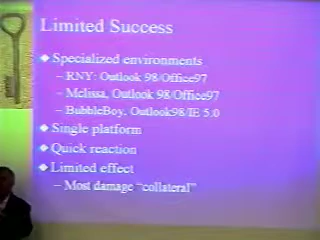 Limited Success
Specialized environments
– RNY: Outlook 98/Office97
– Melissa, Outlook 98/Office97
– BubbleBoy, Outlook98/IE 5.0
Single platform
Quick reaction
Limited effect
– Most damage "collateral"